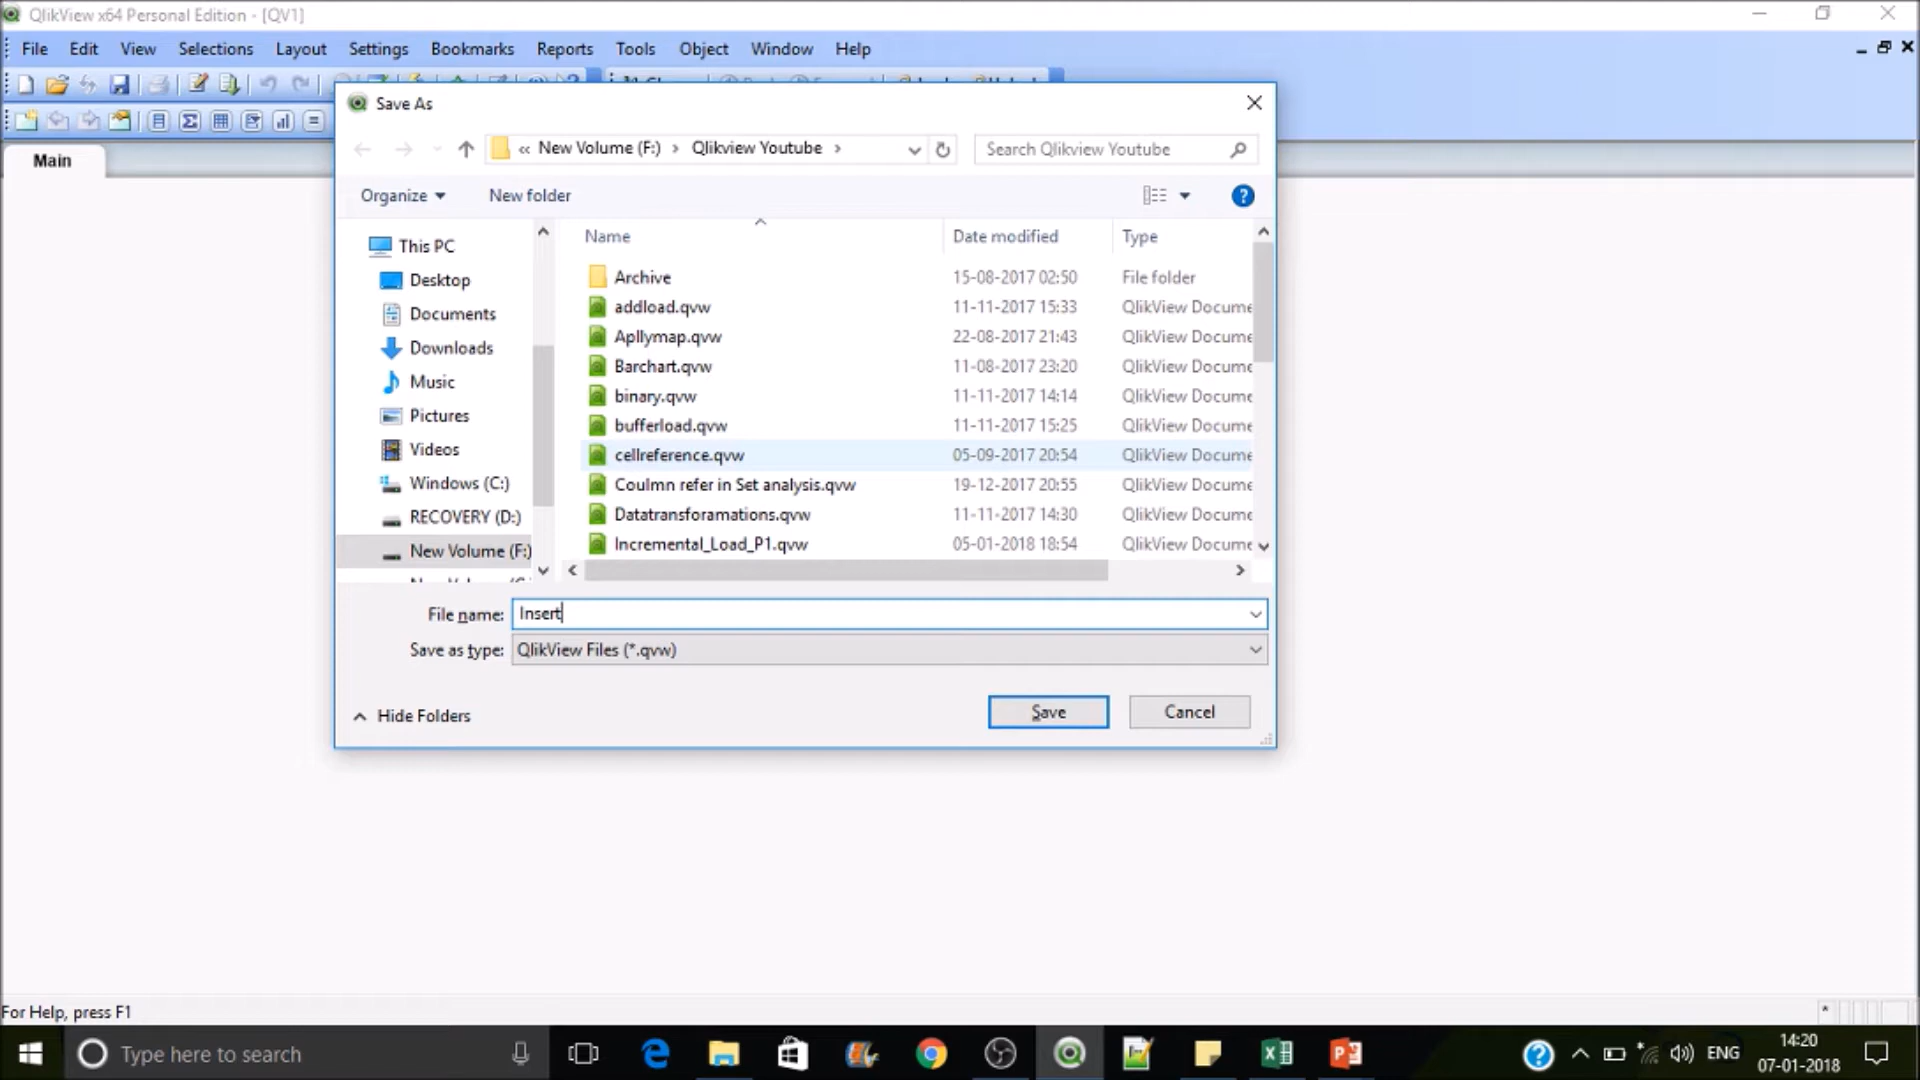 QlikView x64 Personal Edition - [QV1]
File Edit View Selections Layout Settings Bookmarks Reports Tools Object Window Help
Save As
« New Volume (F:) › Qlikview Youtube ›
Search Qlikview Youtube
Main
Organize New folder
Name Date modified Type
This PC
Desktop
Documents
Downloads
Music
Pictures
Videos
Windows (C:)
RECOVERY (D:)
New Volume (F:)
Archive 15-08-2017 02:50 File folder
addload.qvw 11-11-2017 15:33 QlikView Docume
Apllymap.qvw 22-08-2017 21:43 QlikView Docume
Barchart.qvw 11-08-2017 23:20 QlikView Docume
binary.qvw 11-11-2017 14:14 QlikView Docume
bufferload.qvw 11-11-2017 15:25 QlikView Docume
cellreference.qvw 05-09-2017 20:54 QlikView Docume
Coulmn refer in Set analysis.qvw 19-12-2017 20:55 QlikView Docume
Datatransforamations.qvw 11-11-2017 14:30 QlikView Docume
Incremental_Load_P1.qvw 05-01-2018 18:54 QlikView Docume
File name: Insert
Save as type: QlikView Files (*.qvw)
Hide Folders
Save Cancel
For Help, press F1
Type here to search
ENG
14:20
07-01-2018